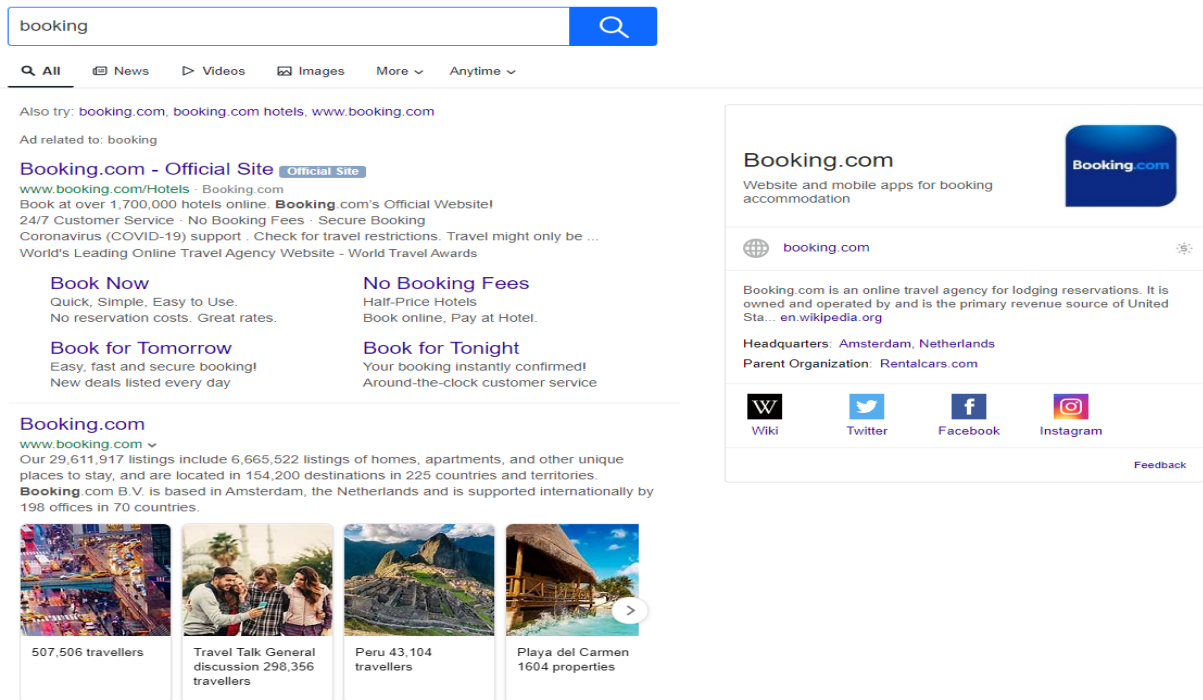 booking
All News Videos Images More Anytime
Also try: booking.com, booking.com hotels, www.booking.com
Ad related to: booking
Booking.com - Official Site Official Site
www.booking.com/Hotels · Booking.com
Book at over 1,700,000 hotels online. Booking.com's Official Website!
24/7 Customer Service · No Booking Fees · Secure Booking
Coronavirus (COVID-19) support . Check for travel restrictions. Travel might only be ...
World's Leading Online Travel Agency Website - World Travel Awards
Book Now
Quick, Simple, Easy to Use.
No reservation costs. Great rates.
No Booking Fees
Half-Price Hotels
Book online, Pay at Hotel.
Book for Tomorrow
Easy, fast and secure booking!
New deals listed every day
Book for Tonight
Your booking instantly confirmed!
Around-the-clock customer service
Booking.com
www.booking.com
Our 29,611,917 listings include 6,665,522 listings of homes, apartments, and other unique
places to stay, and are located in 154,200 destinations in 225 countries and territories.
Booking.com B.V. is based in Amsterdam, the Netherlands and is supported internationally by
198 offices in 70 countries.
507,506 travellers
Travel Talk General
discussion 298,356
travellers
Peru 43,104
travellers
Playa del Carmen
1604 properties
Booking.com
Website and mobile apps for booking
accommodation
Booking.com
booking.com
Booking.com is an online travel agency for lodging reservations. It is
owned and operated by and is the primary revenue source of United
Sta... en.wikipedia.org
Headquarters: Amsterdam, Netherlands
Parent Organization: Rentalcars.com
W
Wiki
Twitter
Facebook
Instagram
Feedback